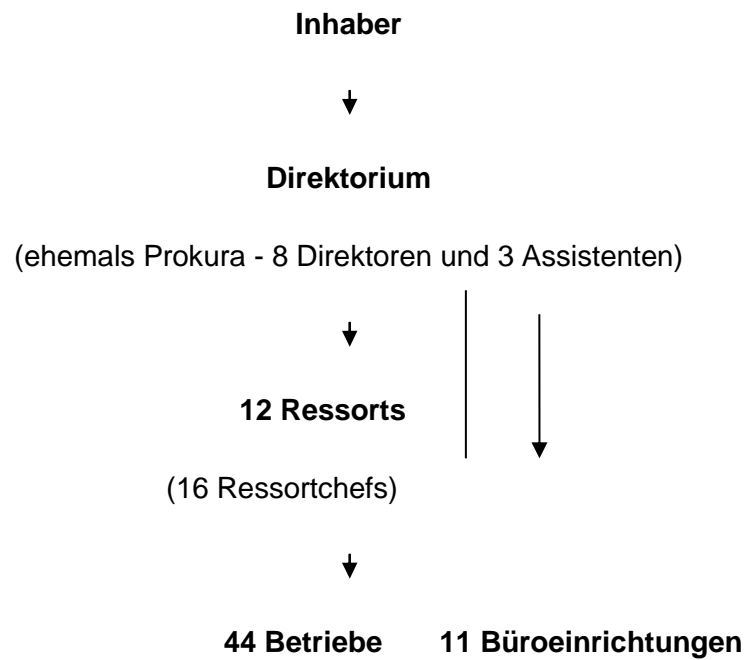 Inhaber
Direktorium
(ehemals Prokura - 8 Direktoren und 3 Assistenten)
12 Ressorts
(16 Ressortchefs)
44 Betriebe 11 Büroeinrichtungen